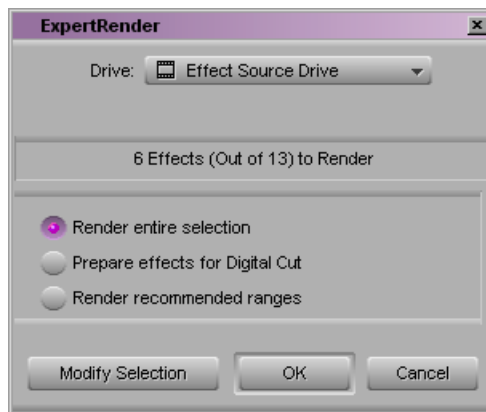 ExpertRender
Drive: Effect Source Drive
6 Effects (Out of 13) to Render
Render entire selection
Prepare effects for Digital Cut
Render recommended ranges
Modify Selection OK Cancel